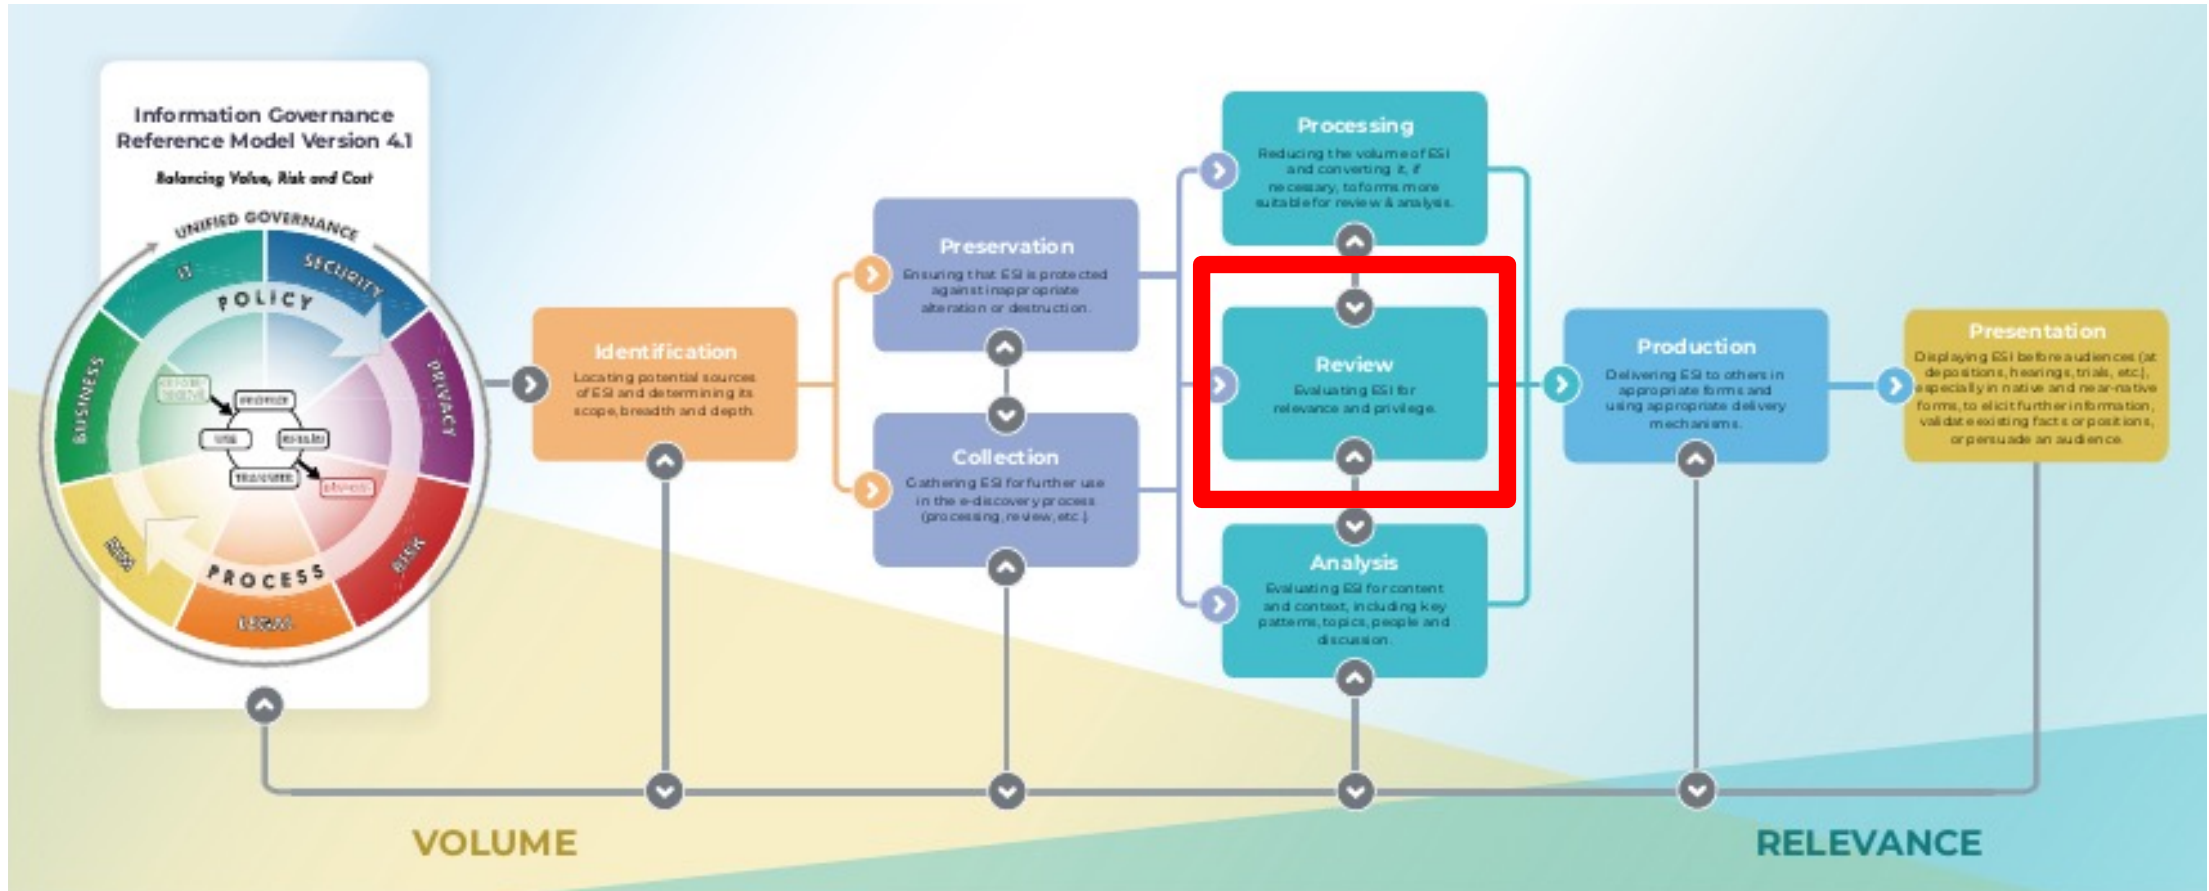 Information Governance
Reference Model Version 4.1
Balancing Value, Risk and Cost
UNIFIED GOVERNANCE
IT
SECURITY
POLICY
BUSINESS
PRIVACY
USE
TRANSFER
RISK
PROCESS
LEGAL
Identification
Locating potential sources
of ESI and determining its
scope, breadth and depth.
Preservation
Ensuring that ESI is protected
against inappropriate
alteration or destruction.
Collection
Gathering ESI for further use
in the e-discovery process
(processing, review, etc.).
Processing
Reducing the volume of ESI
and converting it, if
necessary, to forms more
suitable for review & analysis.
Review
Evaluating ESI for
relevance and privilege.
Analysis
Evaluating ESI for content
and context, including key
patterns, topics, people and
discussion.
Production
Delivering ESI to others in
appropriate forms and
using appropriate delivery
mechanisms.
Presentation
Displaying ESI before audiences (at
depositions, hearings, trials, etc.),
especially in native and near-native
forms, to elicit further information,
validate existing facts or positions,
or persuade an audience.
VOLUME
RELEVANCE